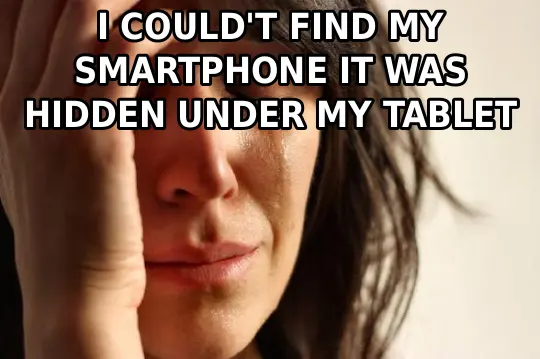 I COULD'T FIND MY
SMARTPHONE IT WAS
HIDDEN UNDER MY TABLET